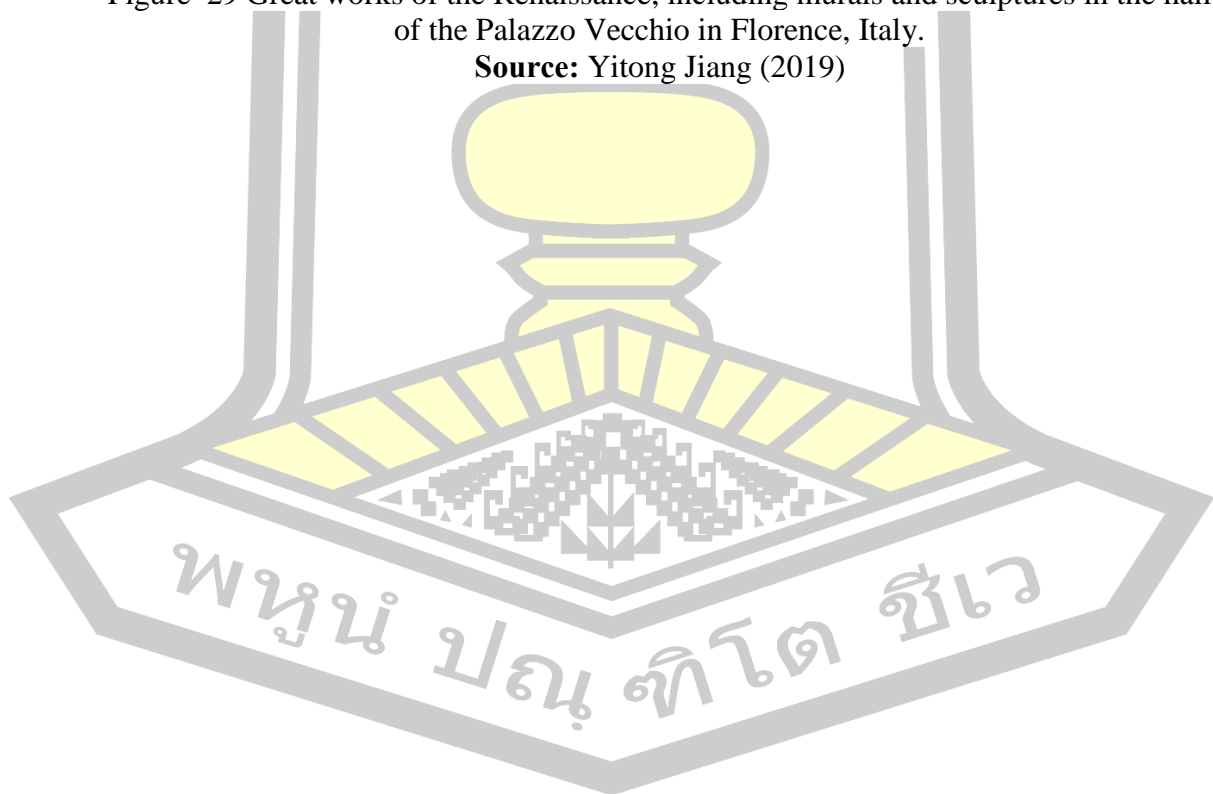 Figure 29 Great works of the Renaissance, including murals and sculptures in the hall
of the Palazzo Vecchio in Florence, Italy.
Source: Yitong Jiang (2019)
พหูนํ ปณฺฑิโต ชีเว